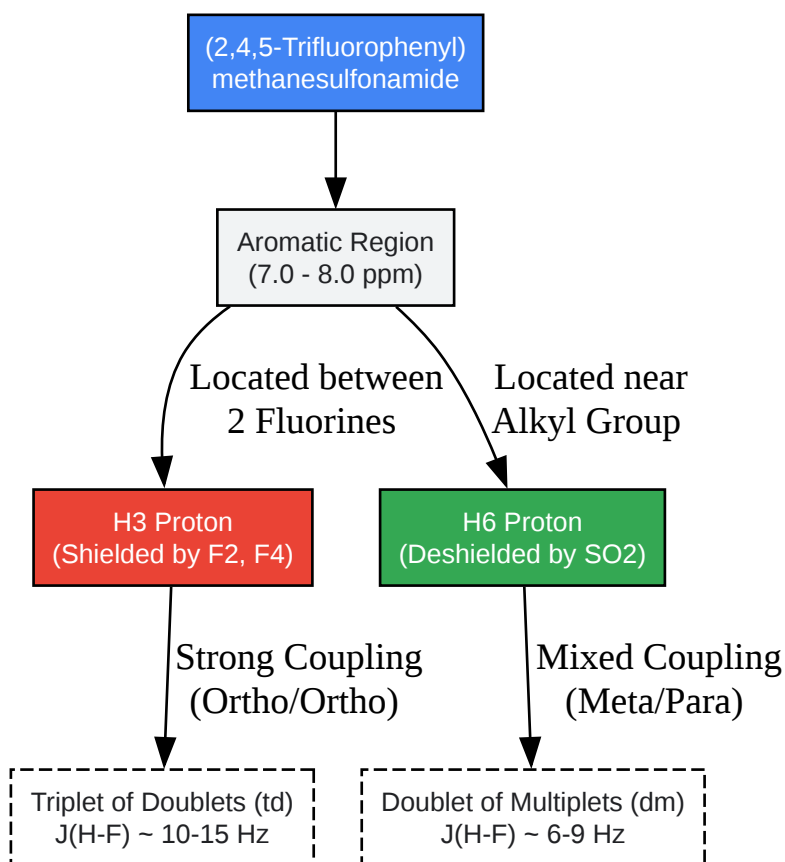 (2,4,5-Trifluorophenyl)
methanesulfonamide
Aromatic Region
(7.0 - 8.0 ppm)
Located between
2 Fluorines
Located near
Alkyl Group
H3 Proton
(Shielded by F2, F4)
H6 Proton
(Deshielded by SO2)
Strong Coupling
(Ortho/Ortho)
Mixed Coupling
(Meta/Para)
Triplet of Doublets (td)
J(H-F) ~ 10-15 Hz
Doublet of Multiplets (dm)
J(H-F) ~ 6-9 Hz